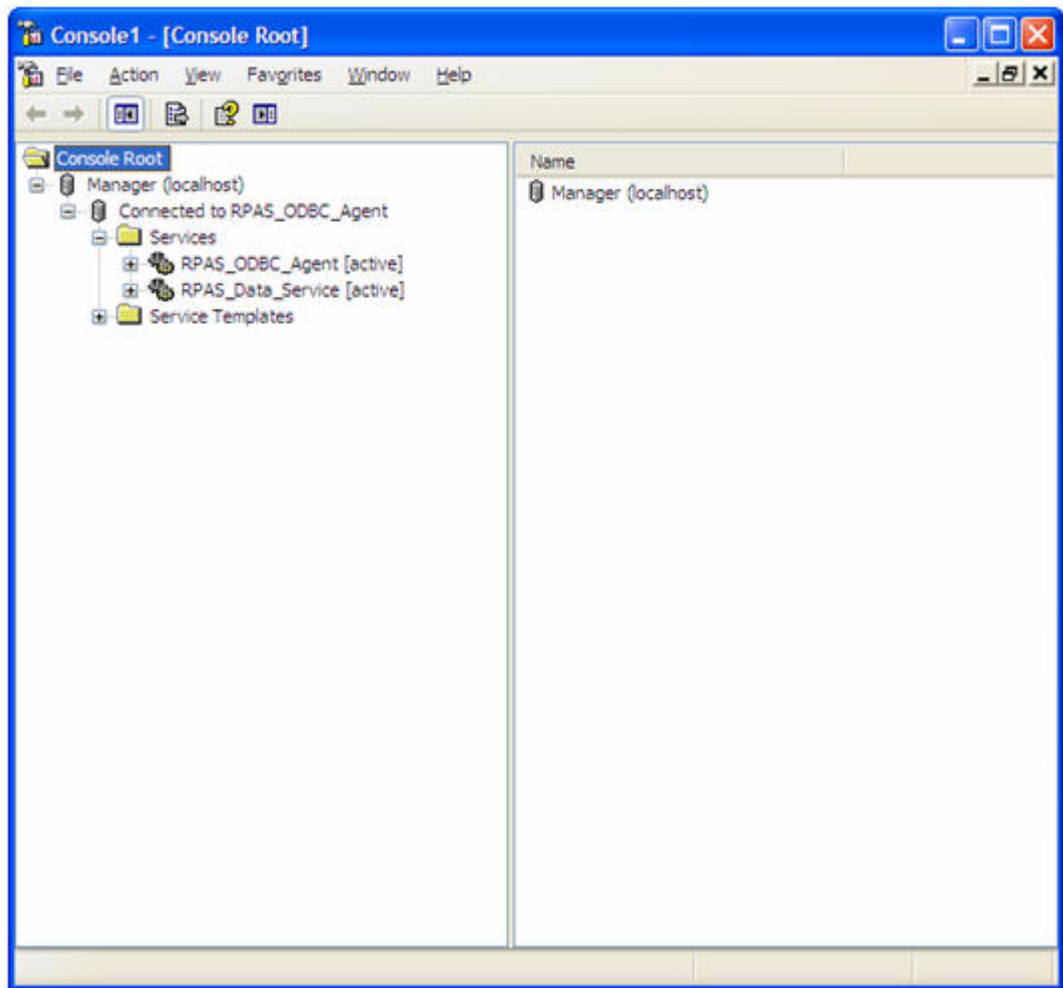 Console1 - [Console Root]
File Action View Favorites Window Help
Console Root
Manager (localhost)
Connected to RPAS_ODBC_Agent
Services
RPAS_ODBC_Agent [active]
RPAS_Data_Service [active]
Service Templates
Name
Manager (localhost)